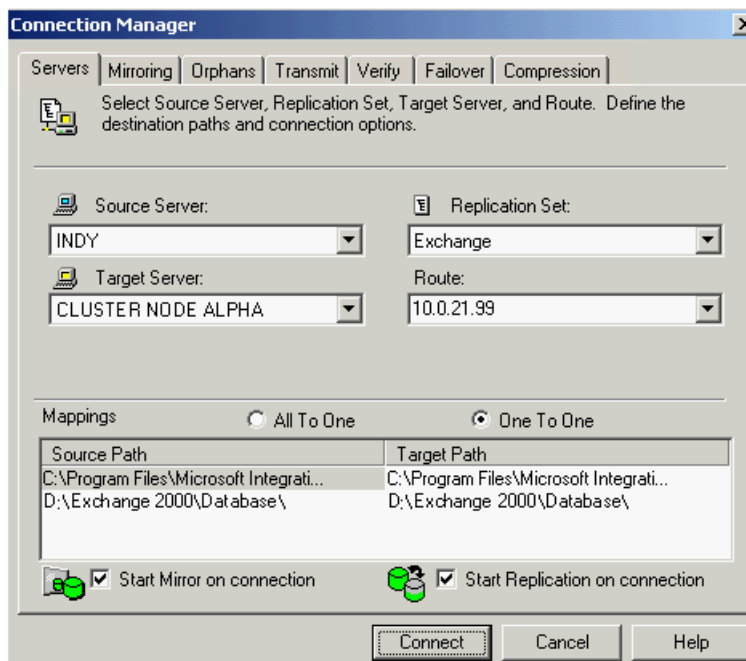 Connection Manager
Servers Mirroring Orphans Transmit Verify Failover Compression
Select Source Server, Replication Set, Target Server, and Route. Define the
destination paths and connection options.
Source Server: Replication Set:
INDY Exchange
Target Server: Route:
CLUSTER NODE ALPHA 10.0.21.99
Mappings All To One One To One
Source Path Target Path
C:\Program Files\Microsoft Integrati... C:\Program Files\Microsoft Integrati...
D:\Exchange 2000\Database\ D:\Exchange 2000\Database\
Start Mirror on connection Start Replication on connection
Connect Cancel Help